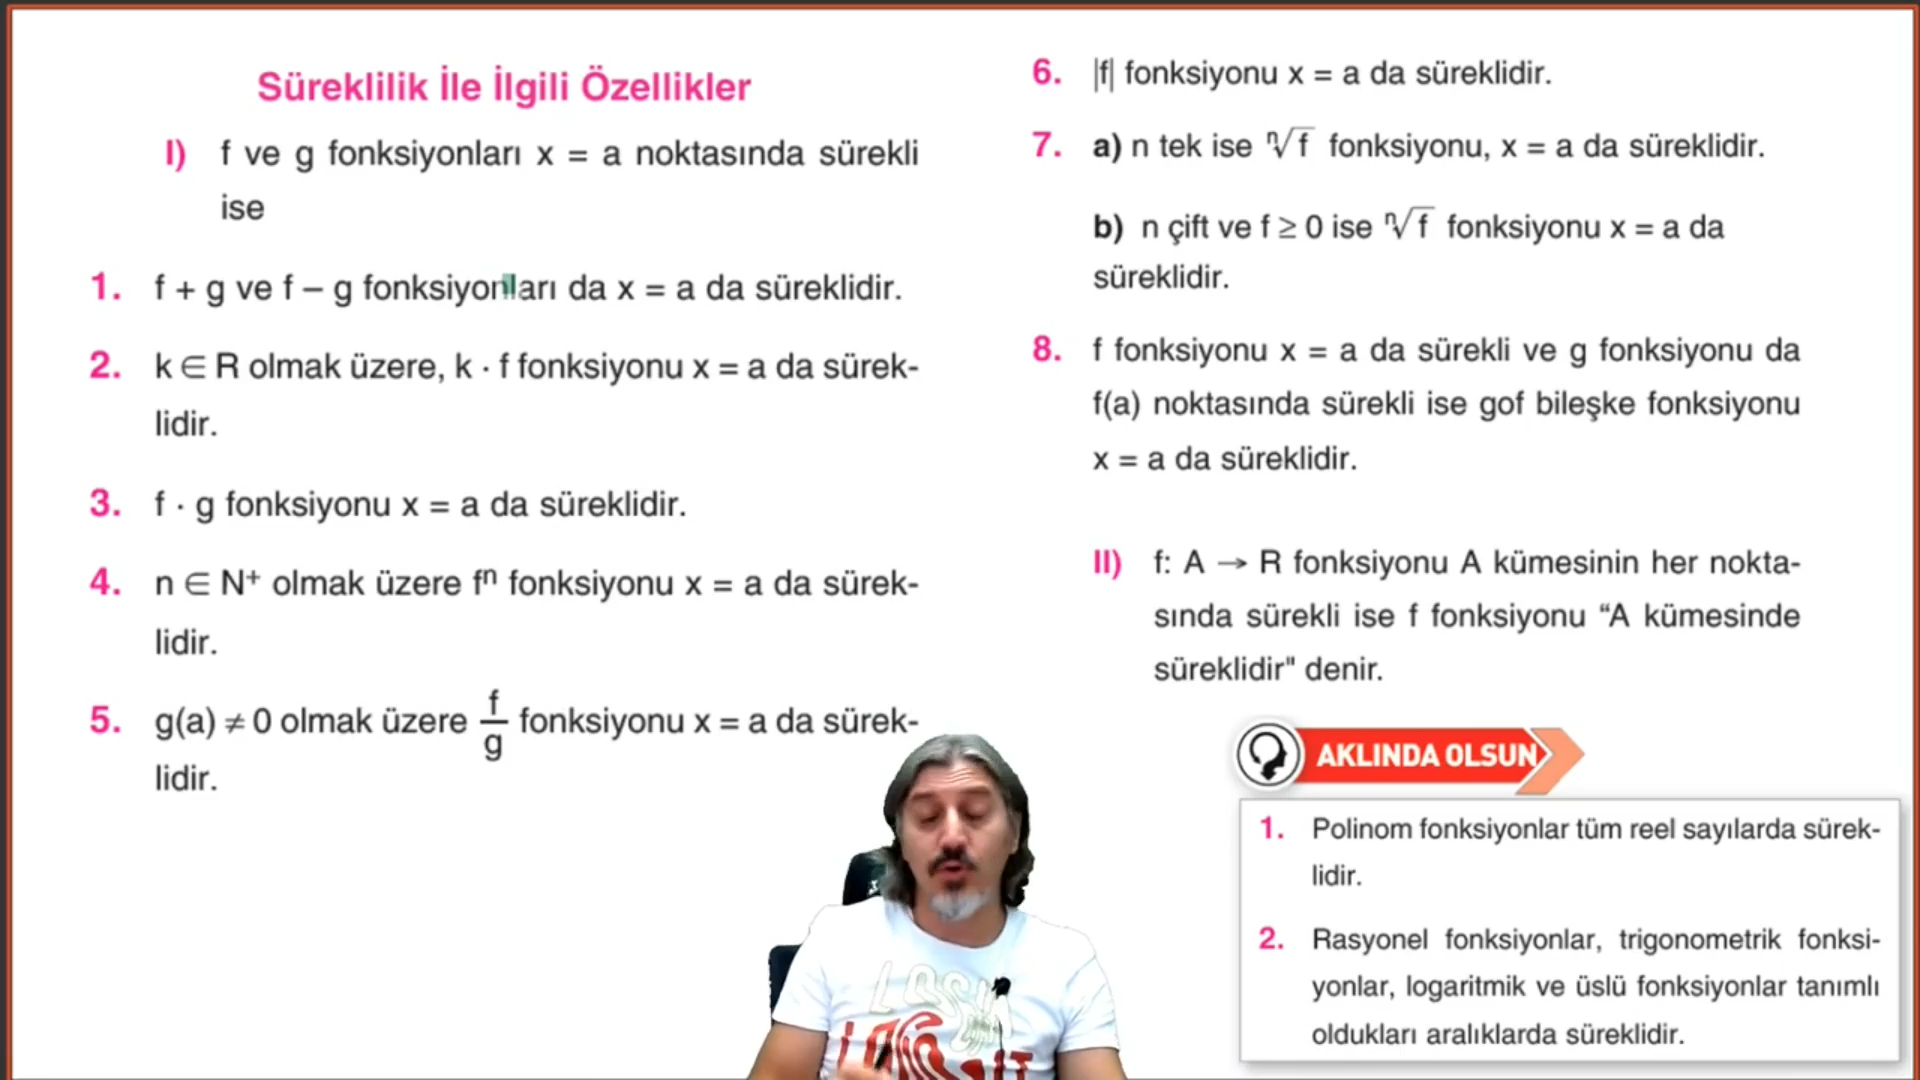 Süreklilik İle İlgili Özellikler
I) f ve g fonksiyonları x = a noktasında sürekli
ise
1. f + g ve f – g fonksiyonları da x = a da süreklidir.
2. k ∈ R olmak üzere, k · f fonksiyonu x = a da sürek-
lidir.
3. f · g fonksiyonu x = a da süreklidir.
4. n ∈ N⁺ olmak üzere fⁿ fonksiyonu x = a da sürek-
lidir.
5. g(a) ≠ 0 olmak üzere f/g fonksiyonu x = a da sürek-
lidir.
6. |f| fonksiyonu x = a da süreklidir.
7. a) n tek ise ⁿ√f fonksiyonu, x = a da süreklidir.
b) n çift ve f ≥ 0 ise ⁿ√f fonksiyonu x = a da
süreklidir.
8. f fonksiyonu x = a da sürekli ve g fonksiyonu da
f(a) noktasında sürekli ise gof bileşke fonksiyonu
x = a da süreklidir.
II) f: A → R fonksiyonu A kümesinin her nokta-
sında sürekli ise f fonksiyonu “A kümesinde
süreklidir" denir.
AKLINDA OLSUN
1. Polinom fonksiyonlar tüm reel sayılarda sürek-
lidir.
2. Rasyonel fonksiyonlar, trigonometrik fonksi-
yonlar, logaritmik ve üslü fonksiyonlar tanımlı
oldukları aralıklarda süreklidir.